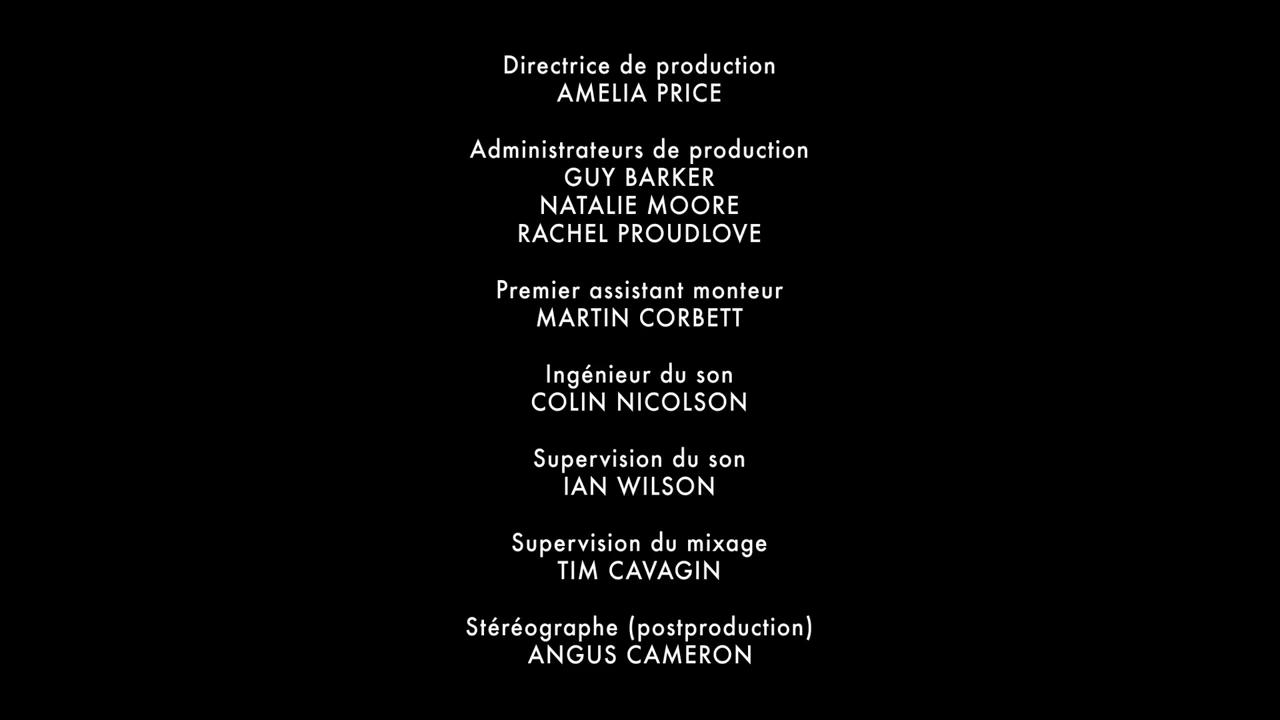 Directrice de production
AMELIA PRICE
Administrateurs de production
GUY BARKER
NATALIE MOORE
RACHEL PROUDLOVE
Premier assistant monteur
MARTIN CORBETT
Ingénieur du son
COLIN NICOLSON
Supervision du son
IAN WILSON
Supervision du mixage
TIM CAVAGIN
Stéréographe (postproduction)
ANGUS CAMERON